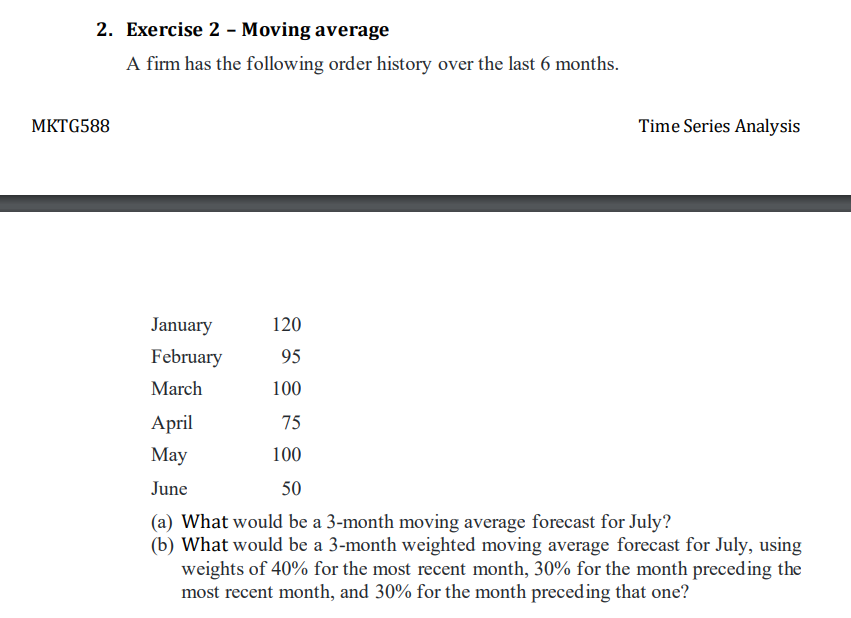 2. Exercise 2 – Moving average
A firm has the following order history over the last 6 months.
MKTG588 Time Series Analysis
January 120
February 95
March 100
April 75
May 100
June 50
(a) What would be a 3-month moving average forecast for July?
(b) What would be a 3-month weighted moving average forecast for July, using
weights of 40% for the most recent month, 30% for the month preceding the
most recent month, and 30% for the month preceding that one?